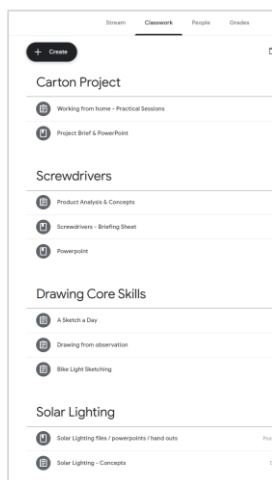 Stream Classwork People Grades
+ Create
Carton Project
Working from home - Practical Sessions
Project Brief & PowerPoint
Screwdrivers
Product Analysis & Concepts
Screwdrivers - Briefing Sheet
Powerpoint
Drawing Core Skills
A Sketch a Day
Drawing from observation
Bike Light Sketching
Solar Lighting
Solar Lighting files / powerpoints / hand outs
Solar Lighting - Concepts